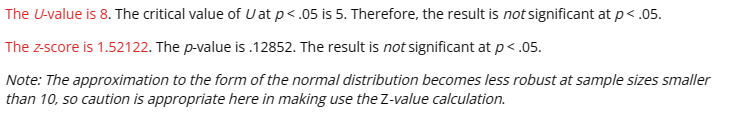 The U-value is 8. The critical value of U at p < .05 is 5. Therefore, the result is not significant at p < .05.
The z-score is 1.52122. The p-value is .12852. The result is not significant at p < .05.
Note: The approximation to the form of the normal distribution becomes less robust at sample sizes smaller
than 10, so caution is appropriate here in making use the Z-value calculation.